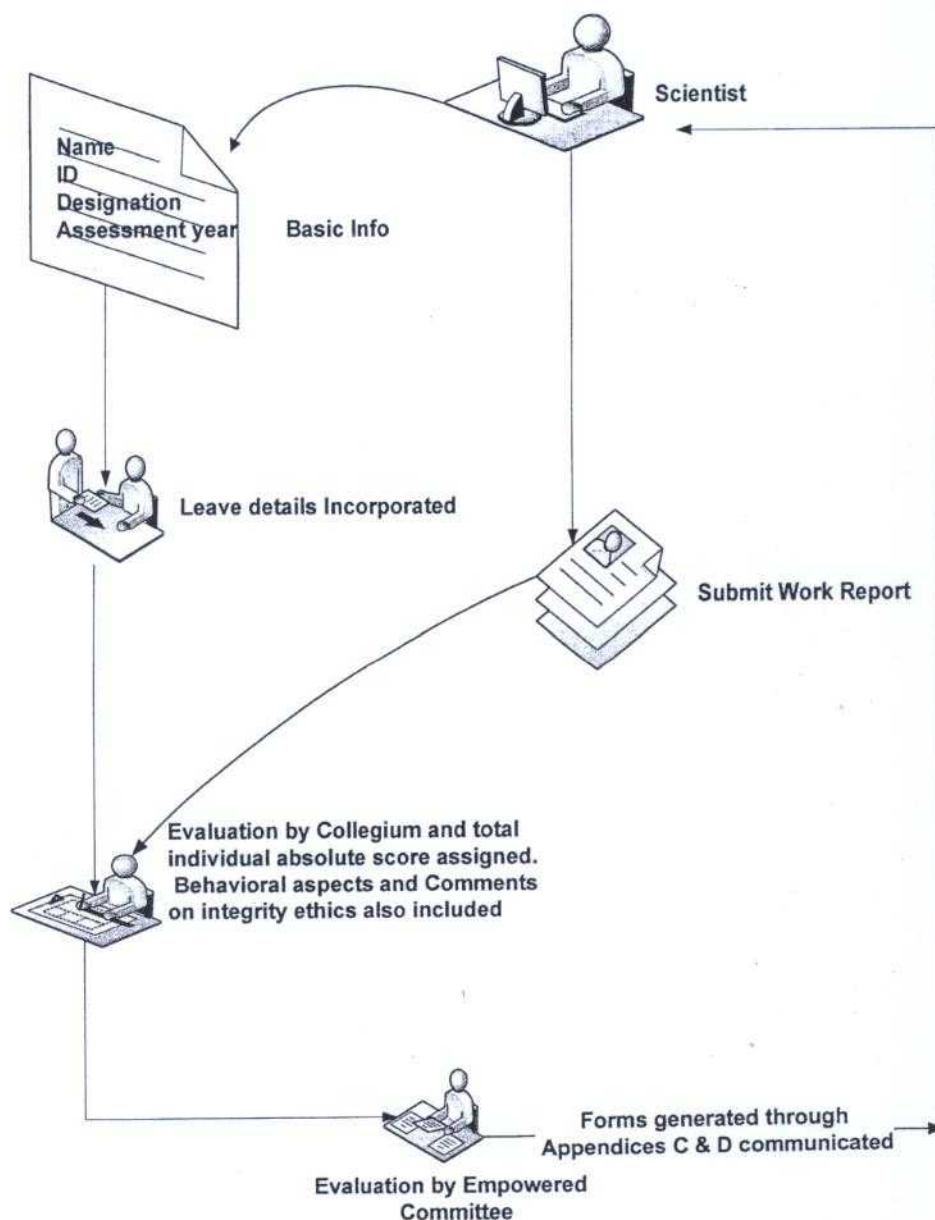 Scientist
Name
ID
Designation
Assessment year
Basic Info
Leave details Incorporated
Submit Work Report
Evaluation by Collegium and total
individual absolute score assigned.
Behavioral aspects and Comments
on integrity ethics also included
Forms generated through
Appendices C & D communicated
Evaluation by Empowered
Committee